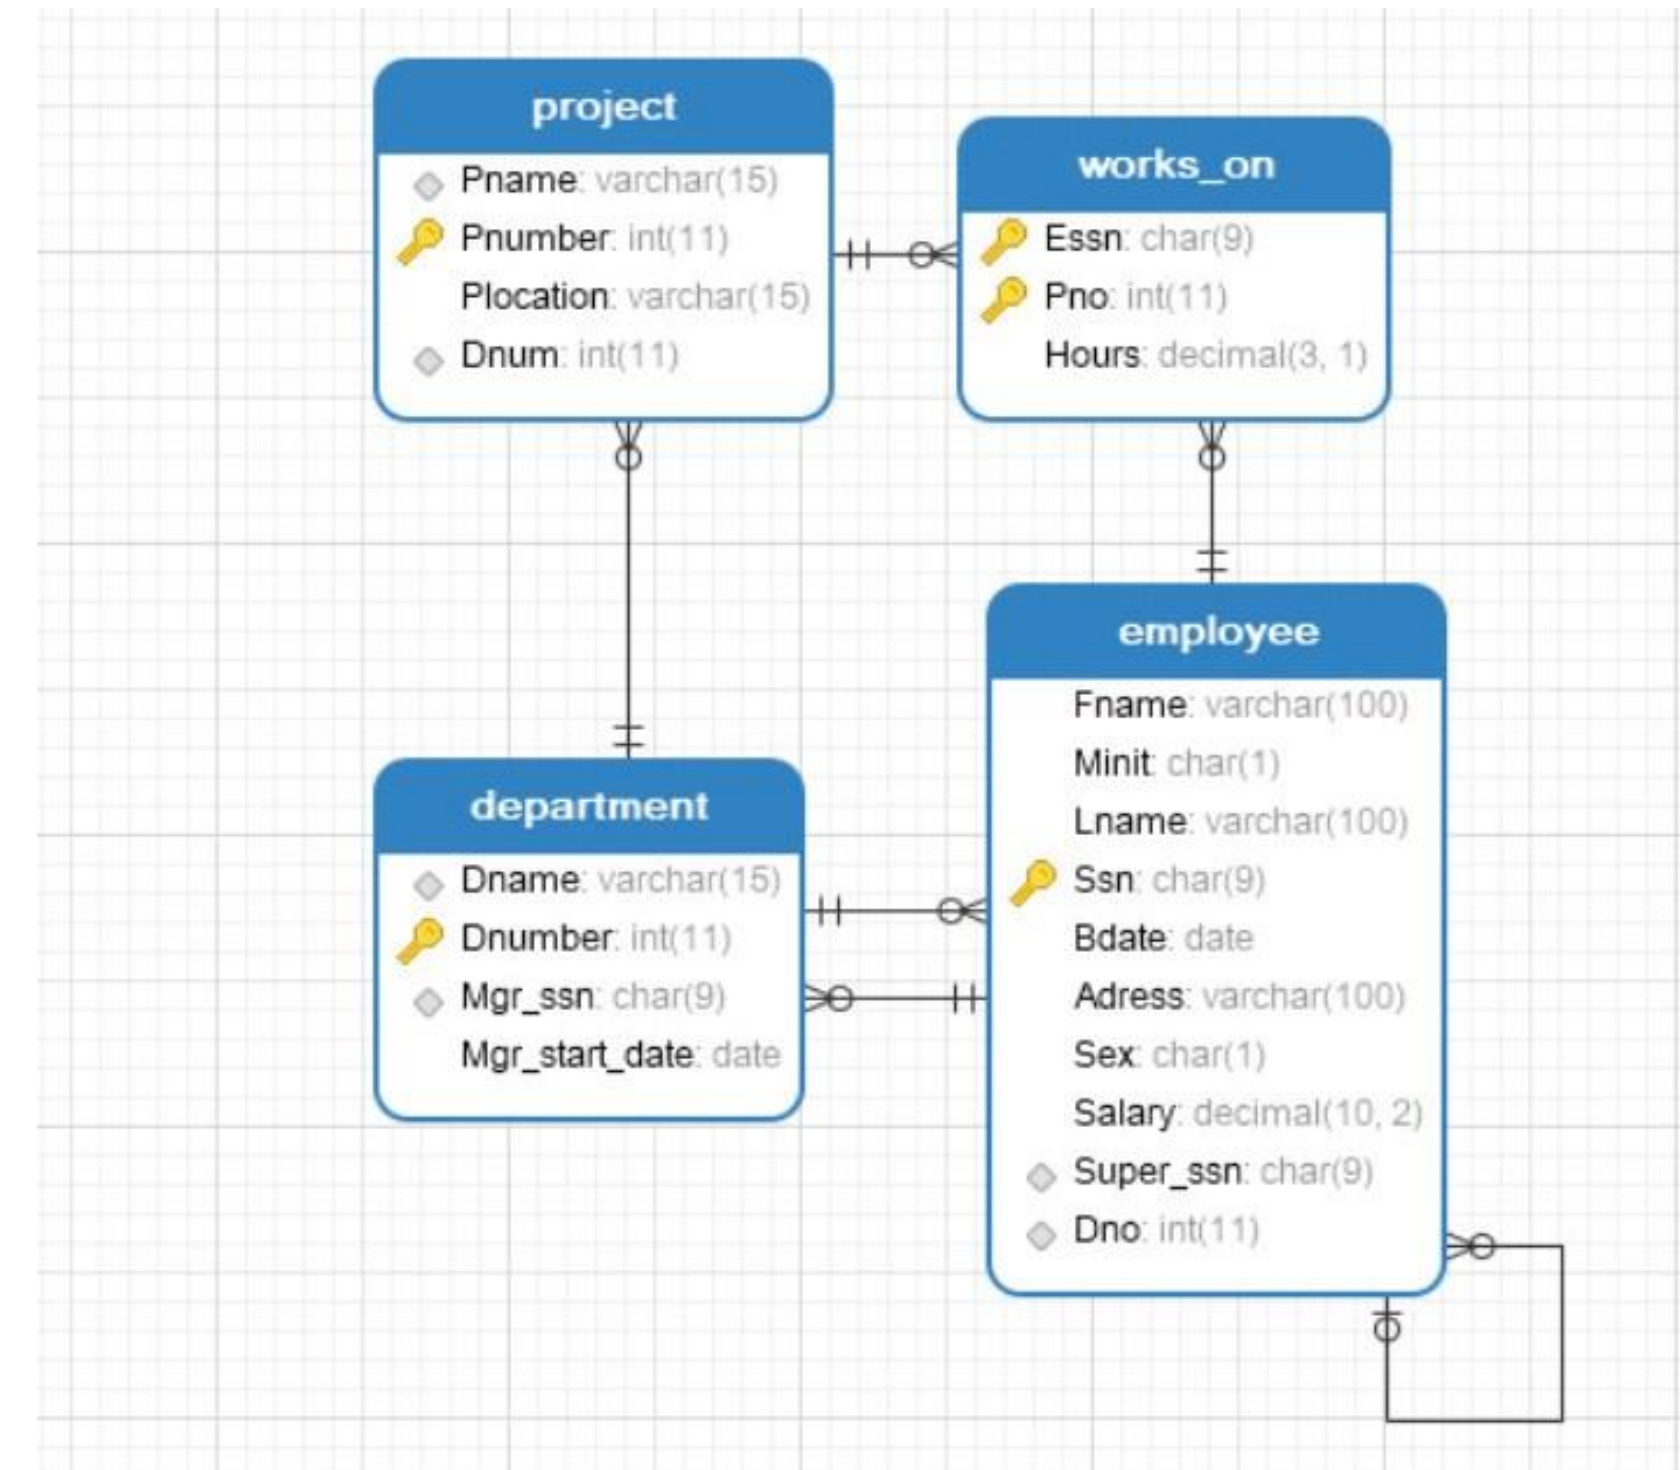 project
Pname: varchar(15)
Pnumber: int(11)
Plocation: varchar(15)
Dnum: int(11)
works_on
Essn: char(9)
Pno: int(11)
Hours: decimal(3, 1)
department
Dname: varchar(15)
Dnumber: int(11)
Mgr_ssn: char(9)
Mgr_start_date: date
employee
Fname: varchar(100)
Minit: char(1)
Lname: varchar(100)
Ssn: char(9)
Bdate: date
Adress: varchar(100)
Sex: char(1)
Salary: decimal(10, 2)
Super_ssn: char(9)
Dno: int(11)